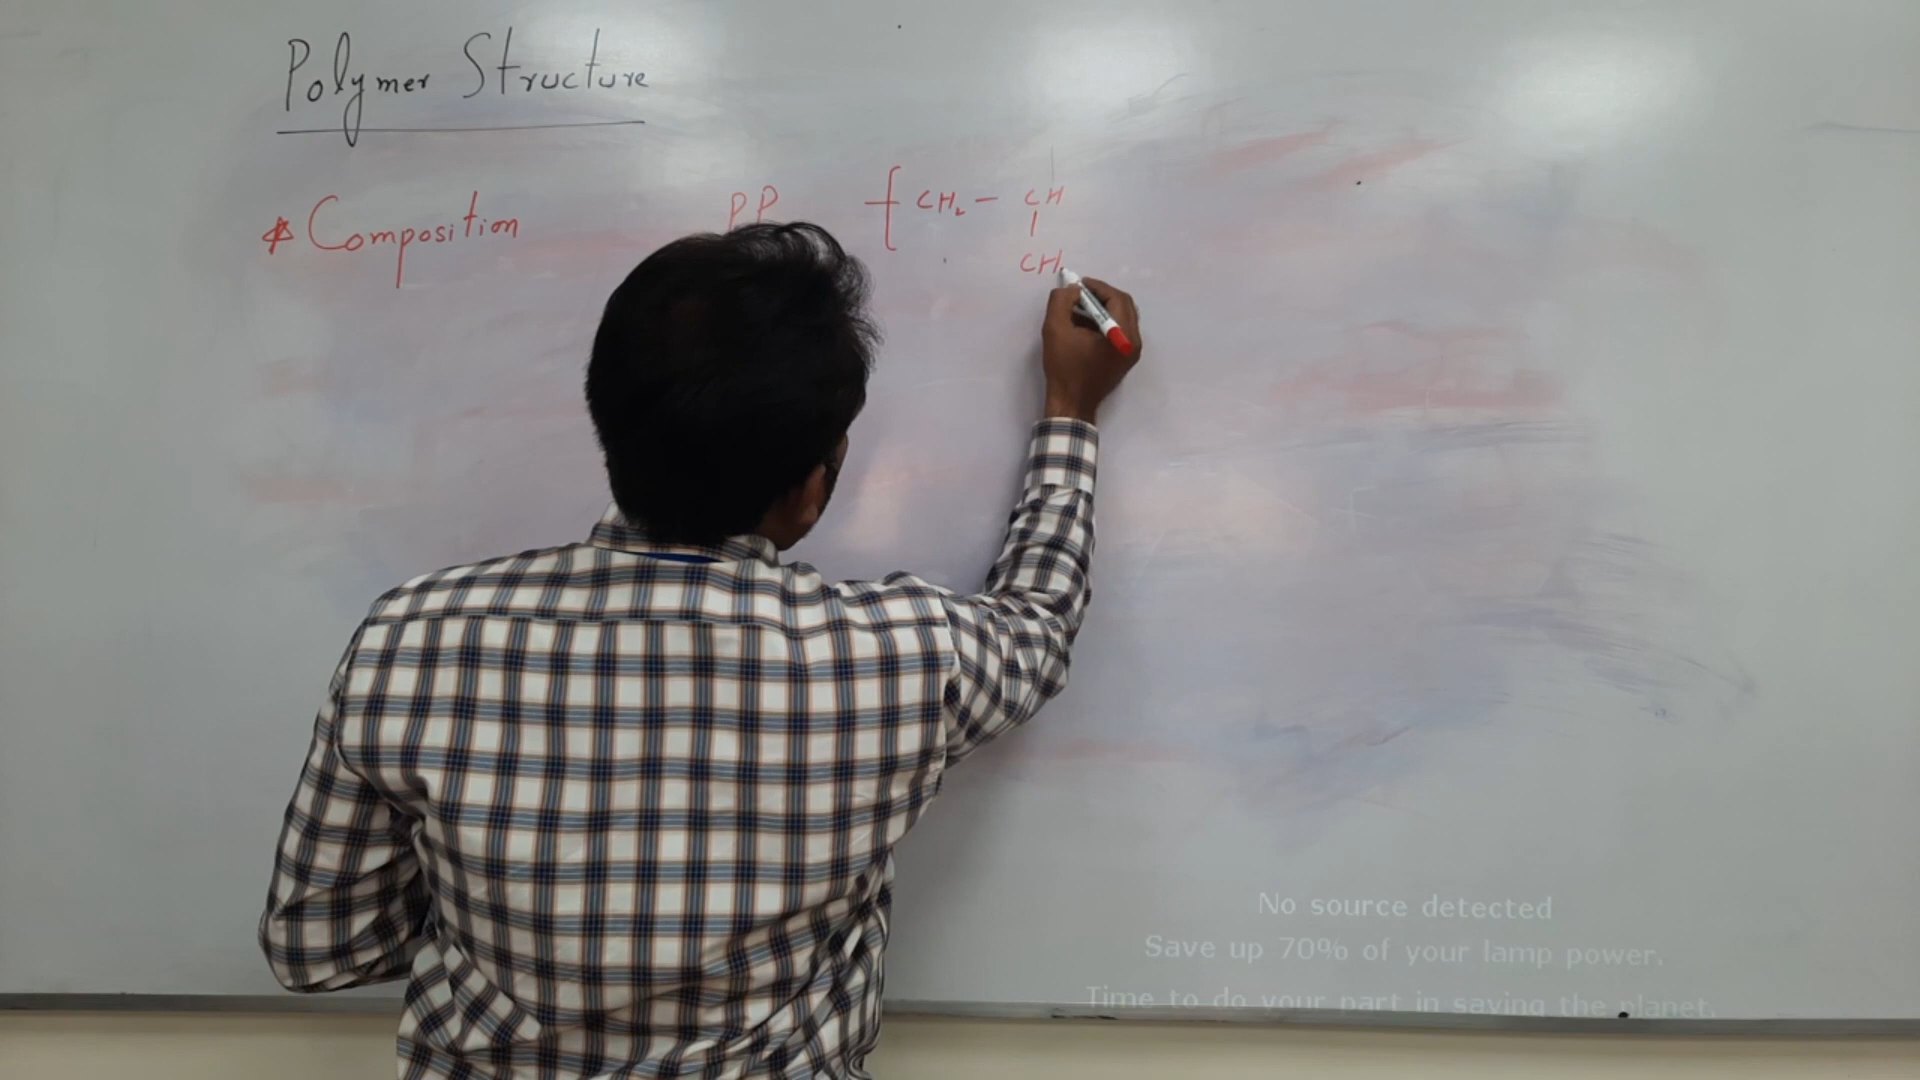 Polymer Structure
* Composition PP [ CH₂ - CH
|
CH
No source detected
Save up 70% of your lamp power.
Time to do your part in saving the planet.